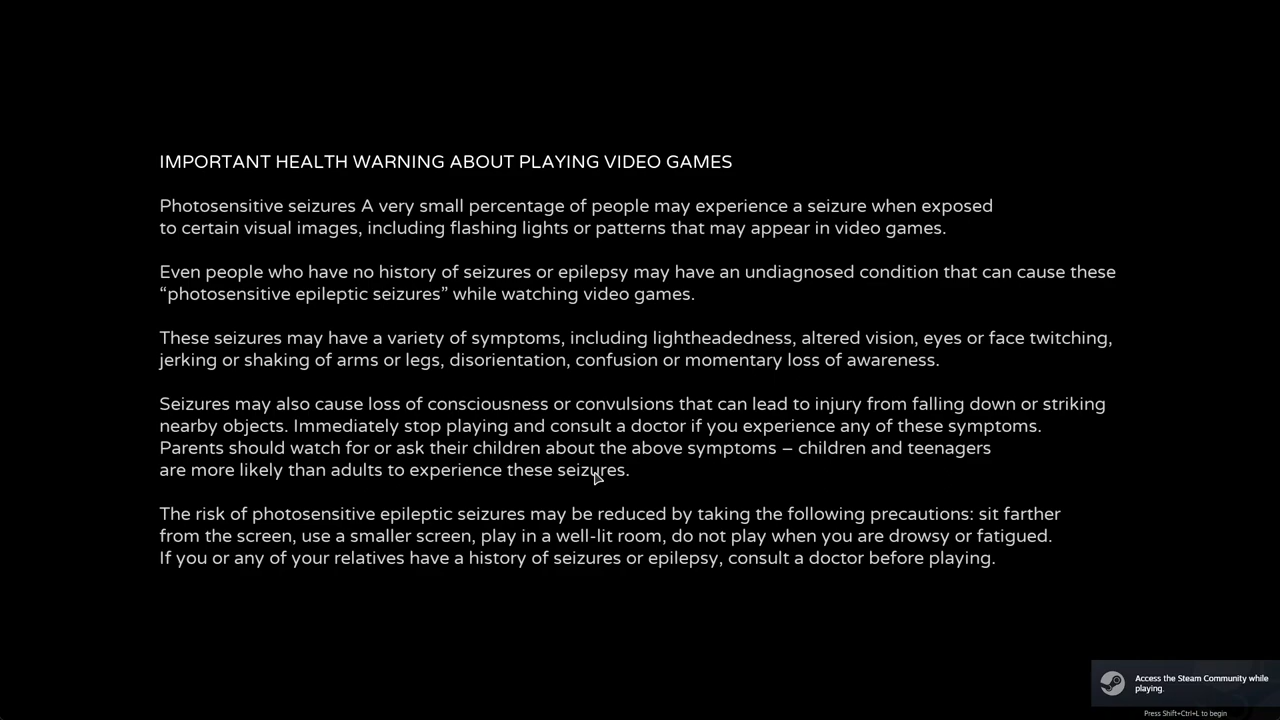 IMPORTANT HEALTH WARNING ABOUT PLAYING VIDEO GAMES
Photosensitive seizures A very small percentage of people may experience a seizure when exposed
to certain visual images, including flashing lights or patterns that may appear in video games.
Even people who have no history of seizures or epilepsy may have an undiagnosed condition that can cause these
“photosensitive epileptic seizures” while watching video games.
These seizures may have a variety of symptoms, including lightheadedness, altered vision, eyes or face twitching,
jerking or shaking of arms or legs, disorientation, confusion or momentary loss of awareness.
Seizures may also cause loss of consciousness or convulsions that can lead to injury from falling down or striking
nearby objects. Immediately stop playing and consult a doctor if you experience any of these symptoms.
Parents should watch for or ask their children about the above symptoms – children and teenagers
are more likely than adults to experience these seizures.
The risk of photosensitive epileptic seizures may be reduced by taking the following precautions: sit farther
from the screen, use a smaller screen, play in a well-lit room, do not play when you are drowsy or fatigued.
If you or any of your relatives have a history of seizures or epilepsy, consult a doctor before playing.
Access the Steam Community while
playing.
Press Shift+Ctrl+L to begin